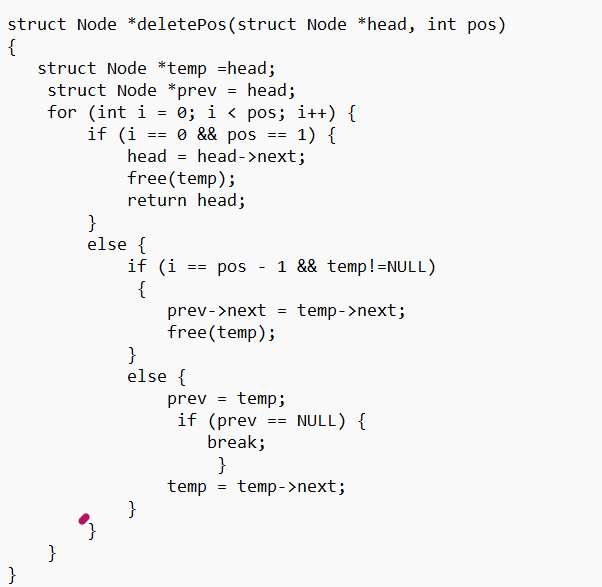 struct Node *deletePos(struct Node *head, int pos)
{
   struct Node *temp =head;
    struct Node *prev = head;
    for (int i = 0; i < pos; i++) {
        if (i == 0 && pos == 1) {
            head = head->next;
            free(temp);
            return head;
        }
        else {
            if (i == pos - 1 && temp!=NULL)
             {
                prev->next = temp->next;
                free(temp);
            }
            else {
                prev = temp;
                 if (prev == NULL) {
                    break;
                     }
                temp = temp->next;
            }
        }
    }
}